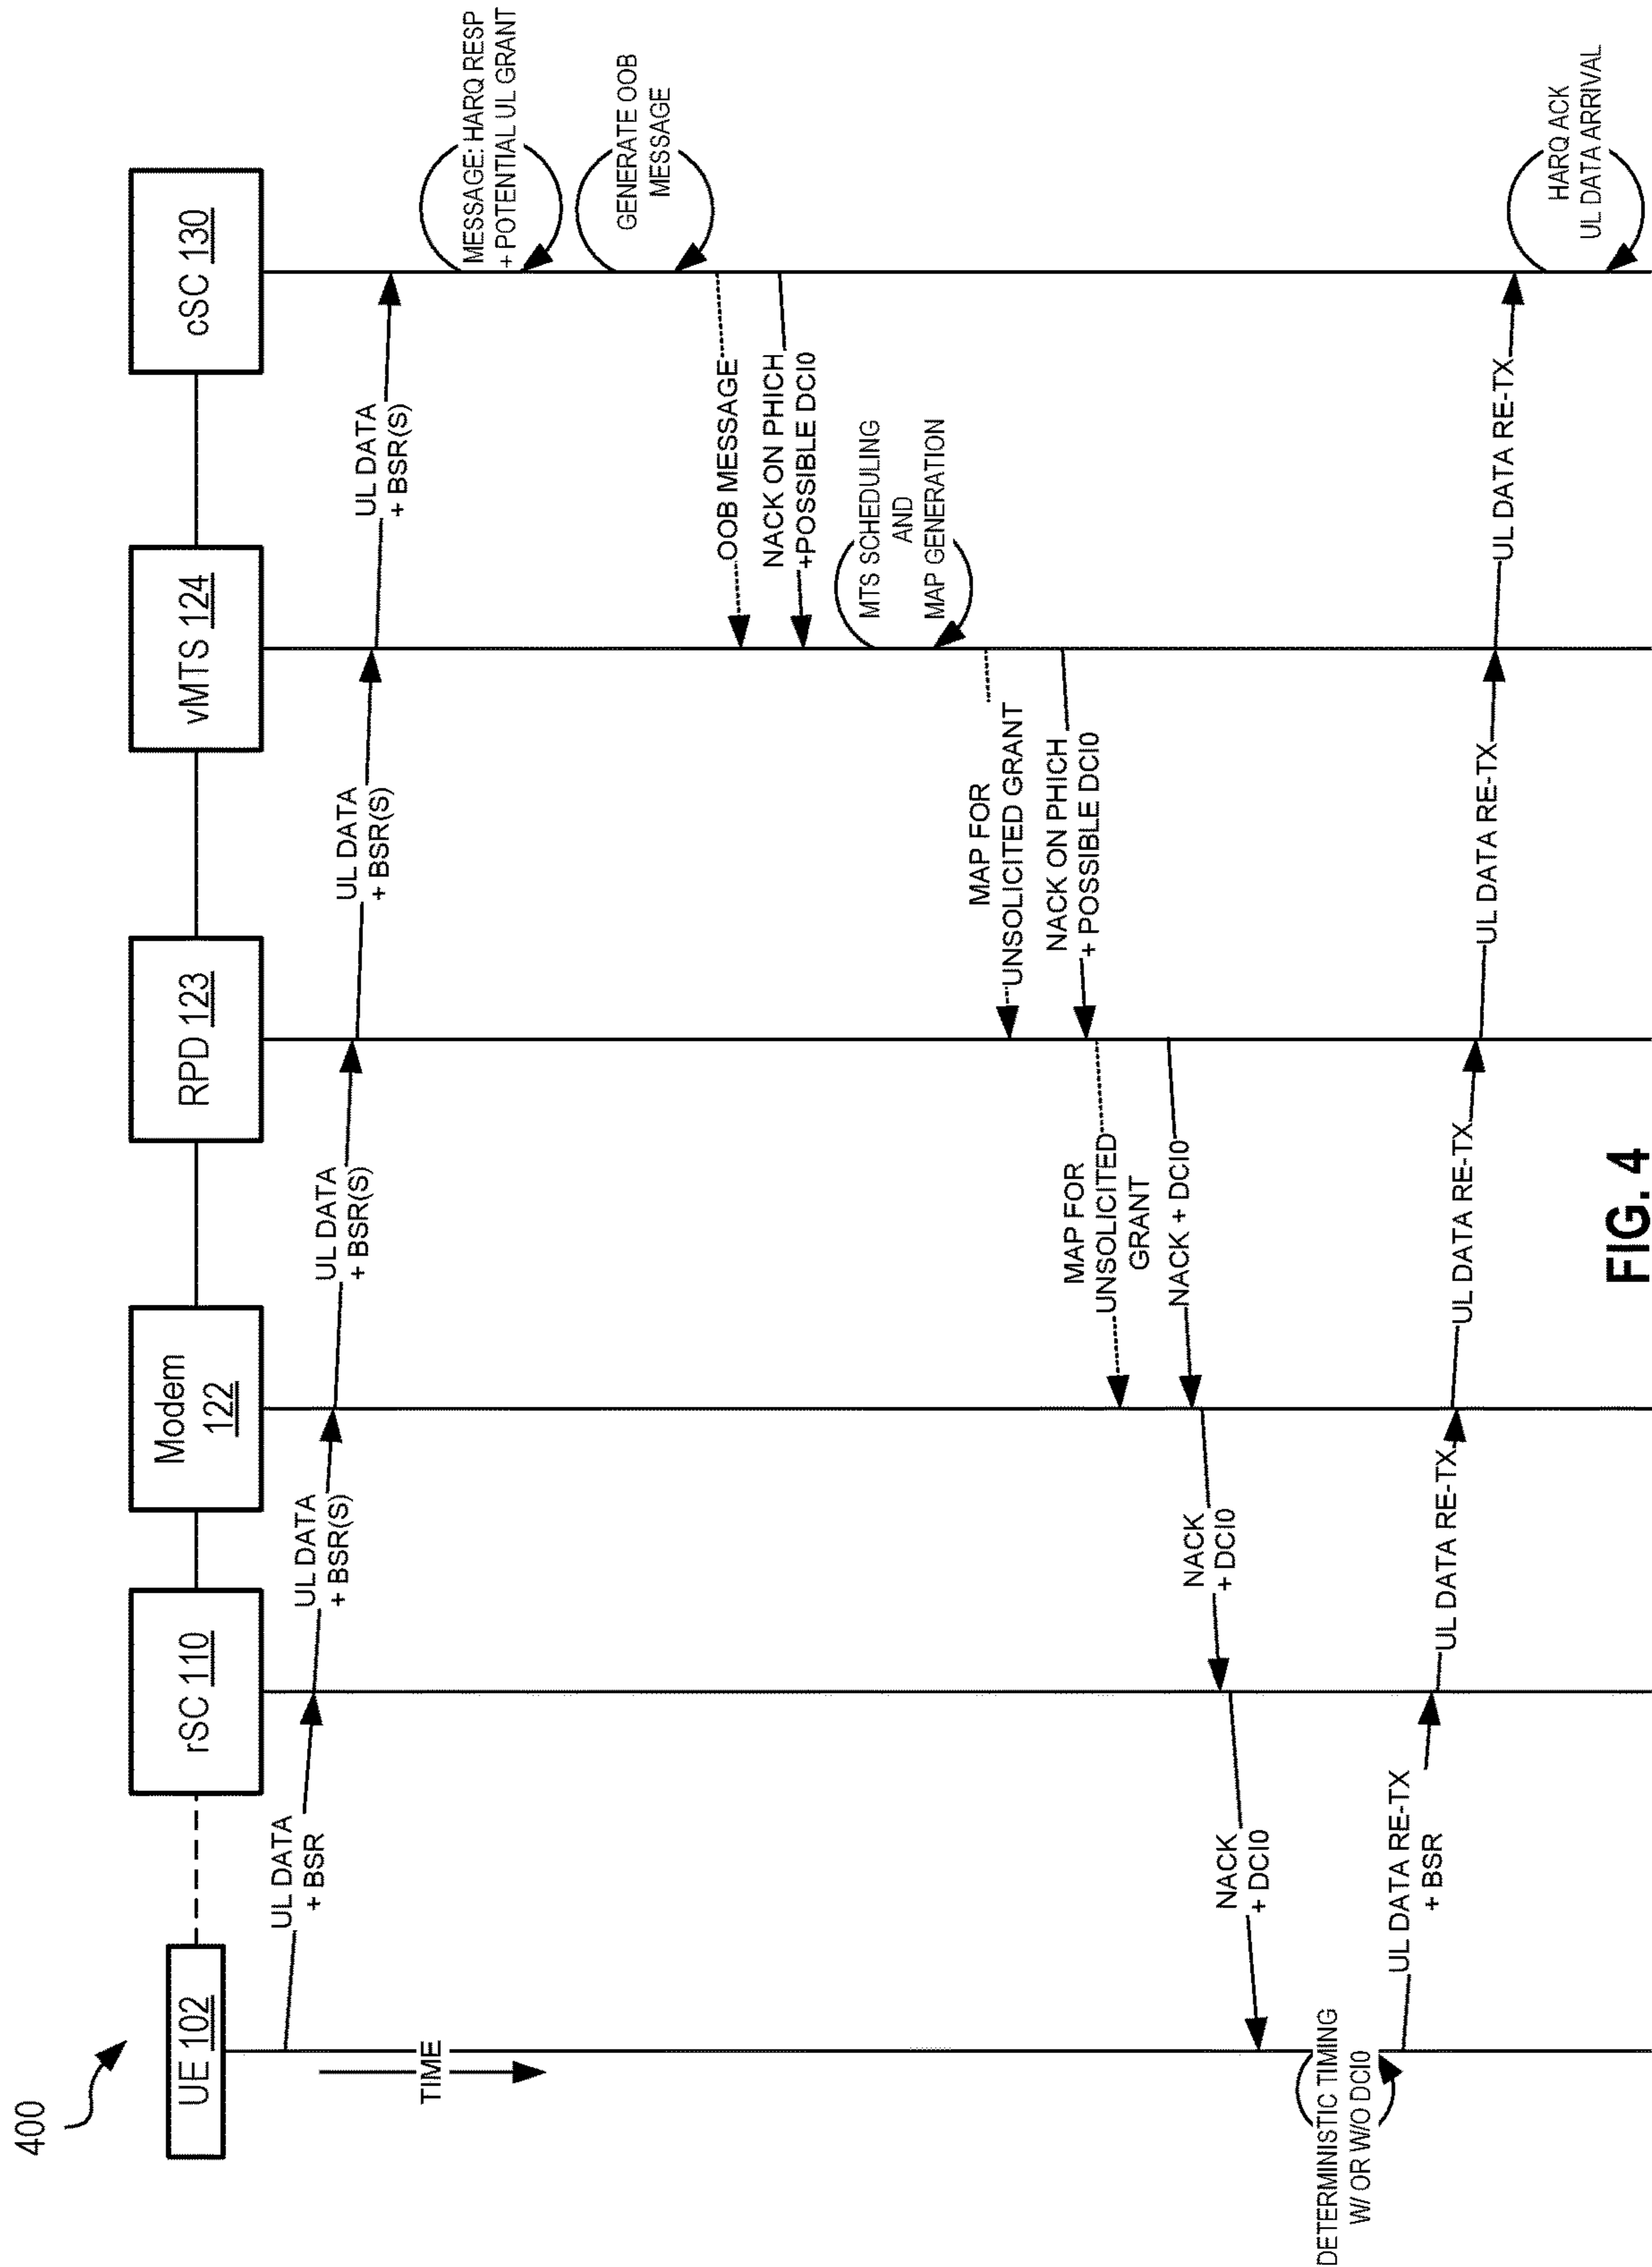 400
UE 102
rSC 110
Modem
122
RPD 123
vMTS 124
cSC 130
TIME
UL DATA
+ BSR
UL DATA
+ BSR(S)
UL DATA
+ BSR(S)
UL DATA
+ BSR(S)
UL DATA
+ BSR(S)
MESSAGE: HARQ RESP
+ POTENTIAL UL GRANT
GENERATE OOB
MESSAGE
OOB MESSAGE
NACK ON PHICH
+POSSIBLE DCI0
MTS SCHEDULING
AND
MAP GENERATION
MAP FOR
UNSOLICITED GRANT
NACK ON PHICH
+ POSSIBLE DCI0
MAP FOR
UNSOLICITED
GRANT
NACK + DCI0
NACK
+ DCI0
NACK
+ DCI0
DETERMINISTIC TIMING
W/ OR W/O DCI0
UL DATA RE-TX
+ BSR
UL DATA RE-TX
UL DATA RE-TX
UL DATA RE-TX
UL DATA RE-TX
HARQ ACK
UL DATA ARRIVAL
FIG. 4